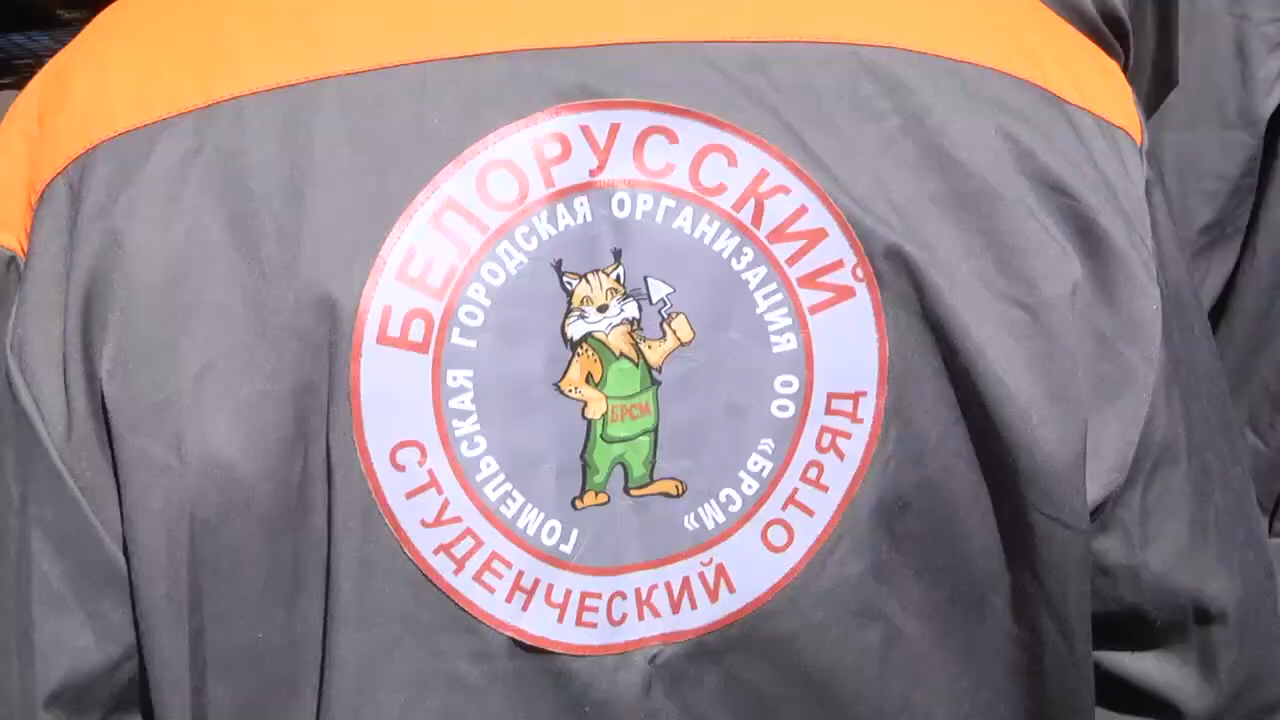 БЕЛОРУССКИЙ
СТУДЕНЧЕСКИЙ ОТРЯД
ГОМЕЛЬСКАЯ ГОРОДСКАЯ ОРГАНИЗАЦИЯ ОО «БРСМ»
БРСМ